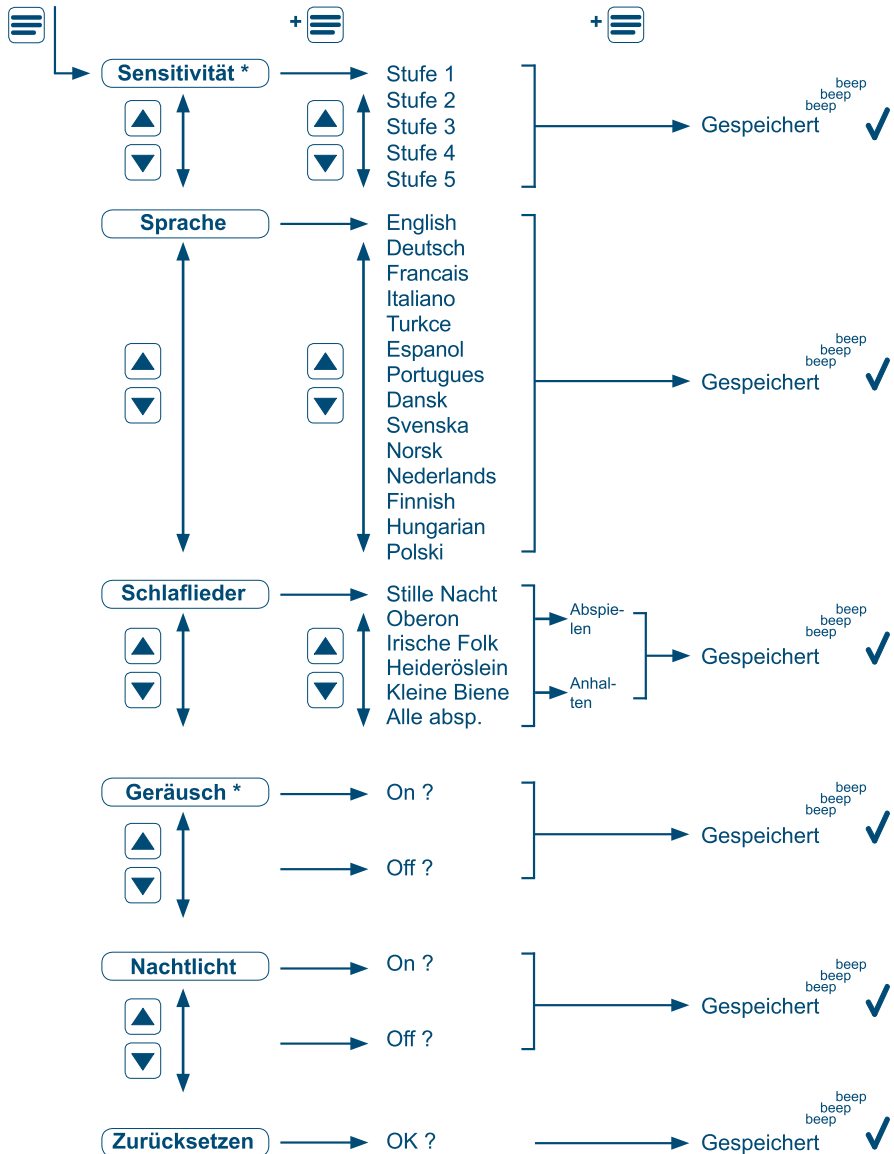 +
+
Sensitivität *
Stufe 1
Stufe 2
Stufe 3
Stufe 4
Stufe 5
Gespeichert
beep
beep
beep
Sprache
English
Deutsch
Francais
Italiano
Turkce
Espanol
Portugues
Dansk
Svenska
Norsk
Nederlands
Finnish
Hungarian
Polski
Gespeichert
beep
beep
beep
Schlaflieder
Stille Nacht
Oberon
Irische Folk
Heideröslein
Kleine Biene
Alle absp.
Abspie-
len
Anhal-
ten
Gespeichert
beep
beep
beep
Geräusch *
On ?
Off ?
Gespeichert
beep
beep
beep
Nachtlicht
On ?
Off ?
Gespeichert
beep
beep
beep
Zurücksetzen
OK ?
Gespeichert
beep
beep
beep